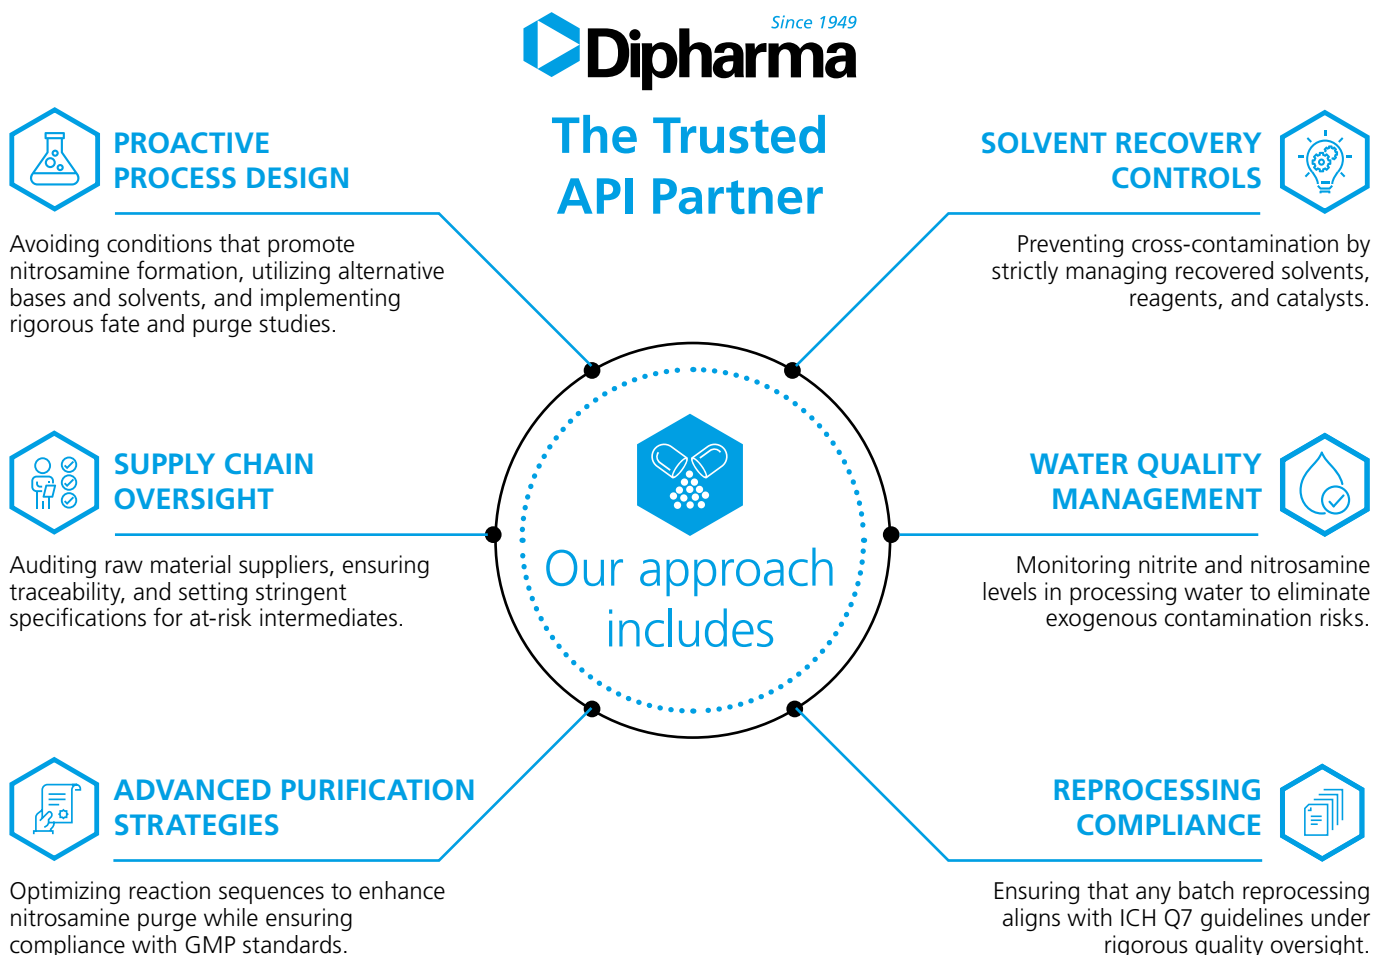 Since 1949
Dipharma
The Trusted
API Partner
PROACTIVE
PROCESS DESIGN
Avoiding conditions that promote
nitrosamine formation, utilizing alternative
bases and solvents, and implementing
rigorous fate and purge studies.
SUPPLY CHAIN
OVERSIGHT
Auditing raw material suppliers, ensuring
traceability, and setting stringent
specifications for at-risk intermediates.
ADVANCED PURIFICATION
STRATEGIES
Optimizing reaction sequences to enhance
nitrosamine purge while ensuring
compliance with GMP standards.
Our approach
includes
SOLVENT RECOVERY
CONTROLS
Preventing cross-contamination by
strictly managing recovered solvents,
reagents, and catalysts.
WATER QUALITY
MANAGEMENT
Monitoring nitrite and nitrosamine
levels in processing water to eliminate
exogenous contamination risks.
REPROCESSING
COMPLIANCE
Ensuring that any batch reprocessing
aligns with ICH Q7 guidelines under
rigorous quality oversight.